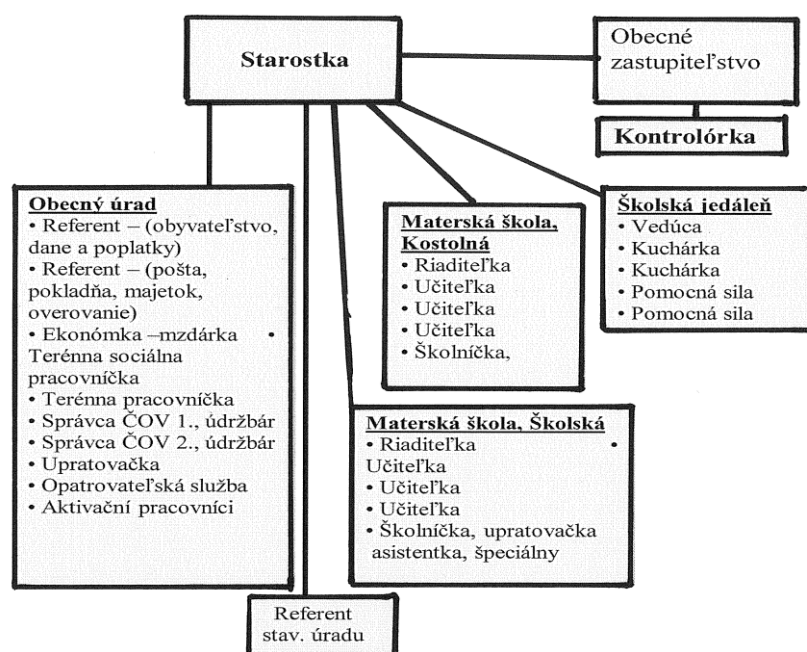 Starostka
Obecné
zastupiteľstvo
Kontrolórka
Obecný úrad
• Referent – (obyvateľstvo,
dane a poplatky)
• Referent – (pošta,
pokladňa, majetok,
overovanie)
• Ekonómka –mzdárka •
Terénna sociálna
pracovníčka
• Terénna pracovníčka
• Správca ČOV 1., údržbár
• Správca ČOV 2., údržbár
• Upratovačka
• Opatrovateľská služba
• Aktivační pracovníci
Materská škola,
Kostolná
• Riaditeľka
• Učiteľka
• Učiteľka
• Učiteľka
• Školníčka,
Školská jedáleň
• Vedúca
• Kuchárka
• Kuchárka
• Pomocná sila
• Pomocná sila
Materská škola, Školská
• Riaditeľka •
Učiteľka
• Učiteľka
• Učiteľka
• Školníčka, upratovačka
asistentka, špeciálny
Referent
stav. úradu